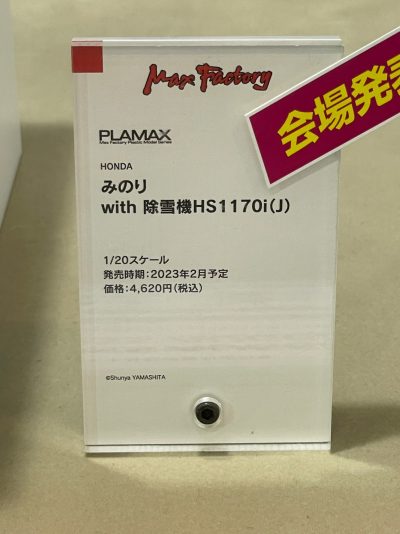 Max Factory
会場発表
PLAMAX
Max Factory Plastic Model Series
HONDA
みのり
with 除雪機HS1170i(J)
1/20スケール
発売時期:2023年2月予定
価格:4,620円(税込)
©Shunya YAMASHITA